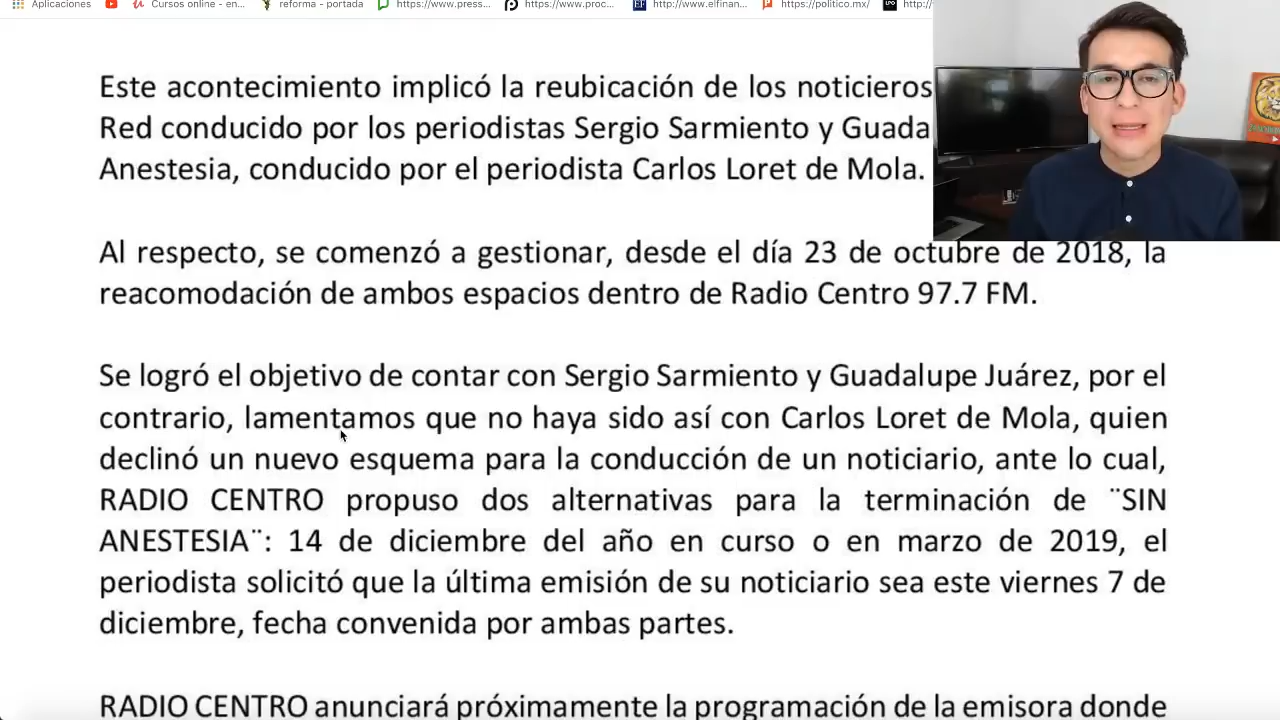 Aplicaciones Cursos online - en... reforma - portada https://www.press... https://www.proc... http://www.elfinan... https://politico.mx/ http:/
Este acontecimiento implicó la reubicación de los noticieros
Red conducido por los periodistas Sergio Sarmiento y Guada
Anestesia, conducido por el periodista Carlos Loret de Mola.
Al respecto, se comenzó a gestionar, desde el día 23 de octubre de 2018, la
reacomodación de ambos espacios dentro de Radio Centro 97.7 FM.
Se logró el objetivo de contar con Sergio Sarmiento y Guadalupe Juárez, por el
contrario, lamentamos que no haya sido así con Carlos Loret de Mola, quien
declinó un nuevo esquema para la conducción de un noticiario, ante lo cual,
RADIO CENTRO propuso dos alternativas para la terminación de ¨SIN
ANESTESIA¨: 14 de diciembre del año en curso o en marzo de 2019, el
periodista solicitó que la última emisión de su noticiario sea este viernes 7 de
diciembre, fecha convenida por ambas partes.
RADIO CENTRO anunciará próximamente la programación de la emisora donde